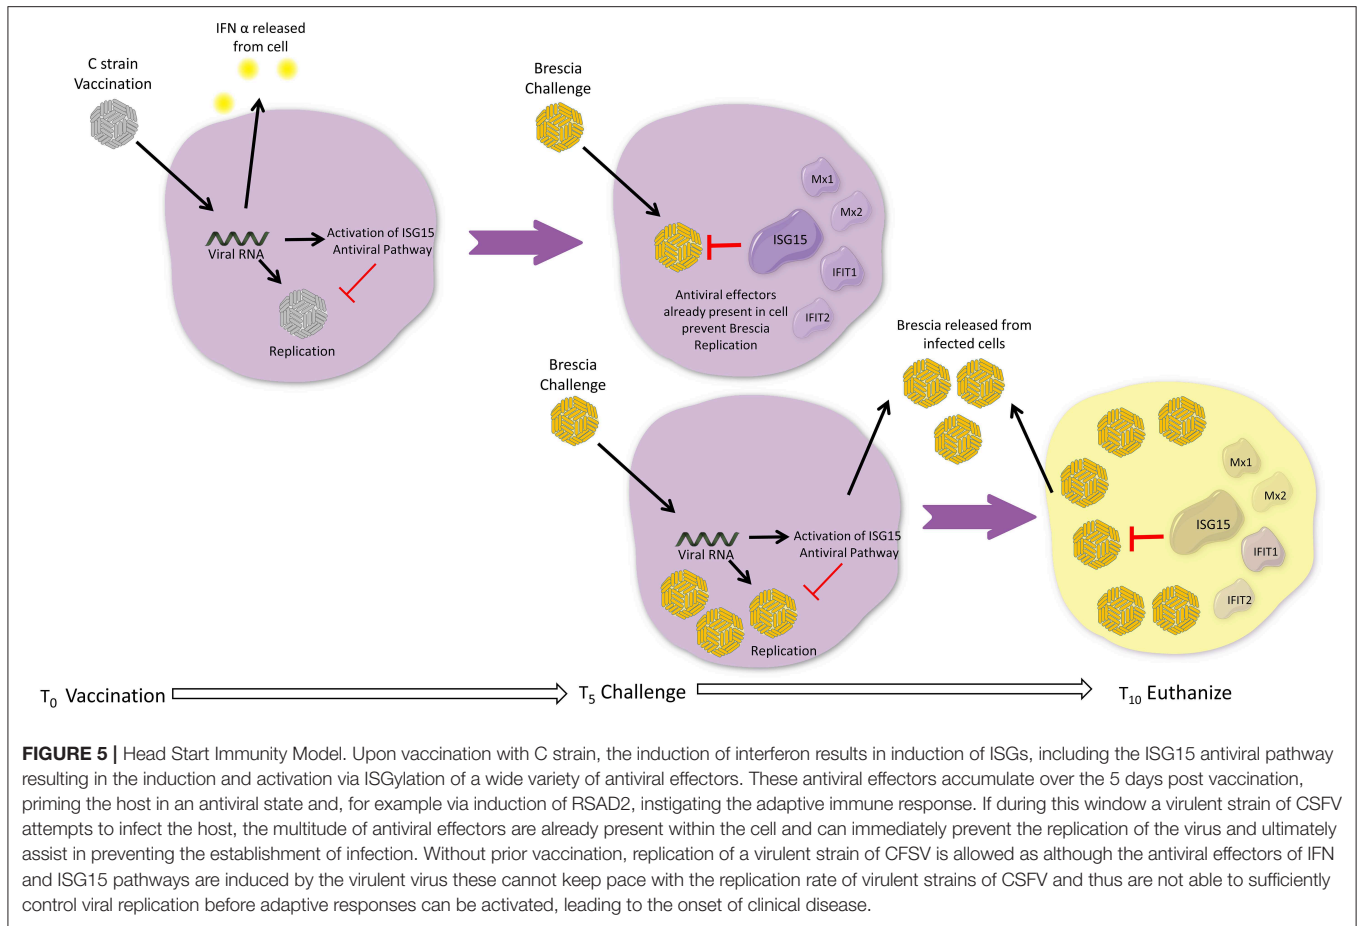 IFN α released
from cell
C strain
Vaccination
Viral RNA
Activation of ISG15
Antiviral Pathway
Replication
Brescia
Challenge
Mx1
Mx2
ISG15
IFIT1
IFIT2
Antiviral effectors
already present in cell
prevent Brescia
Replication
Brescia
Challenge
Viral RNA
Activation of ISG15
Antiviral Pathway
Replication
Brescia released from
infected cells
Mx1
Mx2
ISG15
IFIT1
IFIT2
T0 Vaccination
T5 Challenge
T10 Euthanize
FIGURE 5 | Head Start Immunity Model. Upon vaccination with C strain, the induction of interferon results in induction of ISGs, including the ISG15 antiviral pathway
resulting in the induction and activation via ISGylation of a wide variety of antiviral effectors. These antiviral effectors accumulate over the 5 days post vaccination,
priming the host in an antiviral state and, for example via induction of RSAD2, instigating the adaptive immune response. If during this window a virulent strain of CSFV
attempts to infect the host, the multitude of antiviral effectors are already present within the cell and can immediately prevent the replication of the virus and ultimately
assist in preventing the establishment of infection. Without prior vaccination, replication of a virulent strain of CFSV is allowed as although the antiviral effectors of IFN
and ISG15 pathways are induced by the virulent virus these cannot keep pace with the replication rate of virulent strains of CSFV and thus are not able to sufficiently
control viral replication before adaptive responses can be activated, leading to the onset of clinical disease.